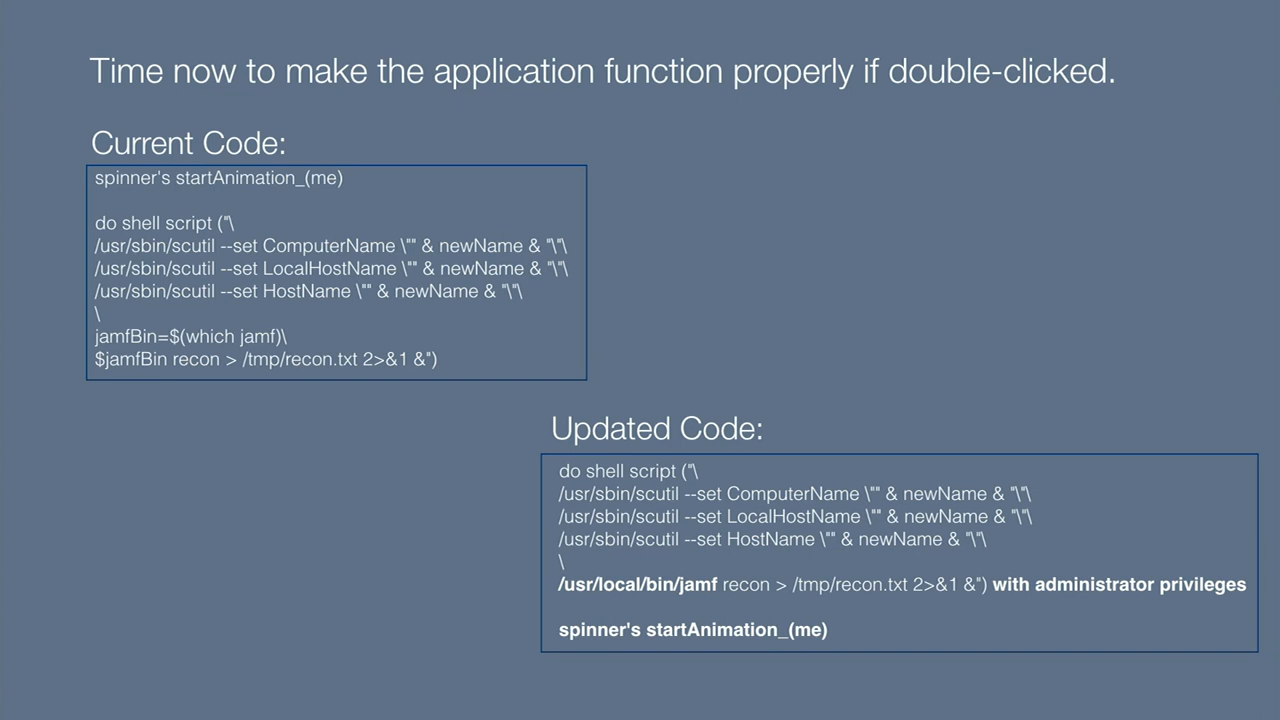 Time now to make the application function properly if double-clicked.
Current Code:
spinner's startAnimation_(me)
do shell script ("\
/usr/sbin/scutil --set ComputerName \"" & newName & "\"\
/usr/sbin/scutil --set LocalHostName \"" & newName & "\"\
/usr/sbin/scutil --set HostName \"" & newName & "\"\
\
jamfBin=$(which jamf)\
$jamfBin recon > /tmp/recon.txt 2>&1 &")
Updated Code:
do shell script ("\
/usr/sbin/scutil --set ComputerName \"" & newName & "\"\
/usr/sbin/scutil --set LocalHostName \"" & newName & "\"\
/usr/sbin/scutil --set HostName \"" & newName & "\"\
\
/usr/local/bin/jamf recon > /tmp/recon.txt 2>&1 &") with administrator privileges
spinner's startAnimation_(me)